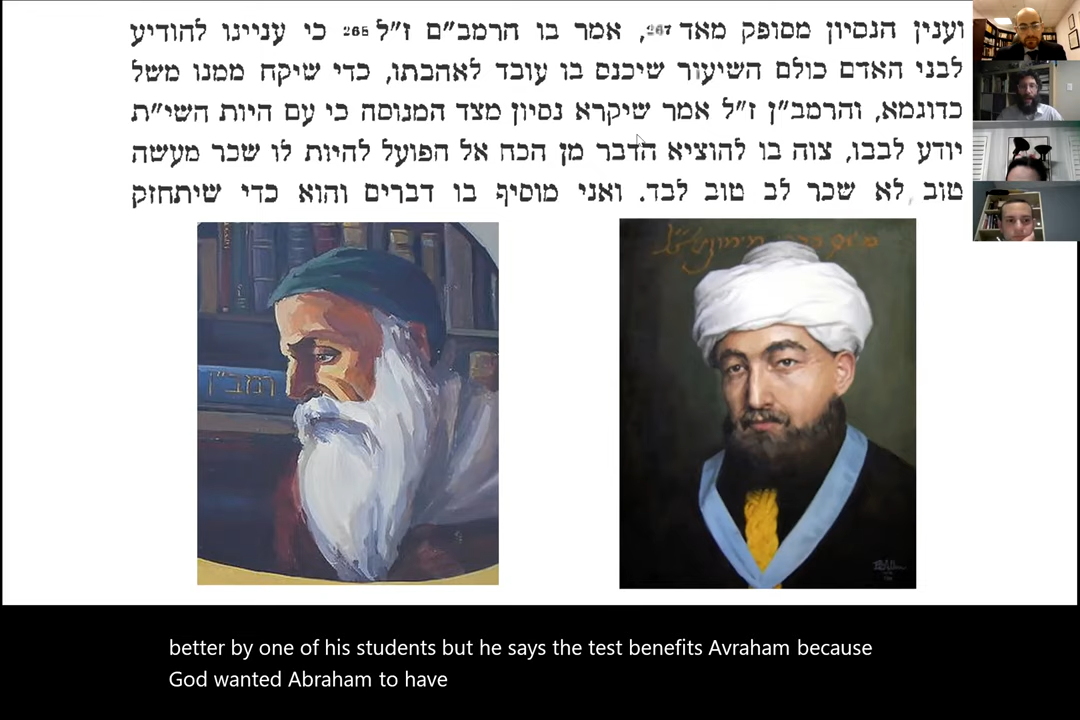 וענין הנסיון מסופק מאד 267, אמר בו הרמב״ם ז״ל 265 כי עניינו להודיע
לבני האדם כולם השיעור שיכנס בו עובד לאהבתו, כדי שיקח ממנו משל
כדוגמא, והרמב״ן ז״ל אמר שיקרא נסיון מצד המנוסה כי עם היות השי״ת
יודע לבבו, צוה בו להוציא הדבר מן הכח אל הפועל להיות לו שכר מעשה
טוב לא שכר לב טוב לבד. ואני מוסיף בו דברים והוא כדי שיתחזק
רמב״ן
better by one of his students but he says the test benefits Avraham because
God wanted Abraham to have